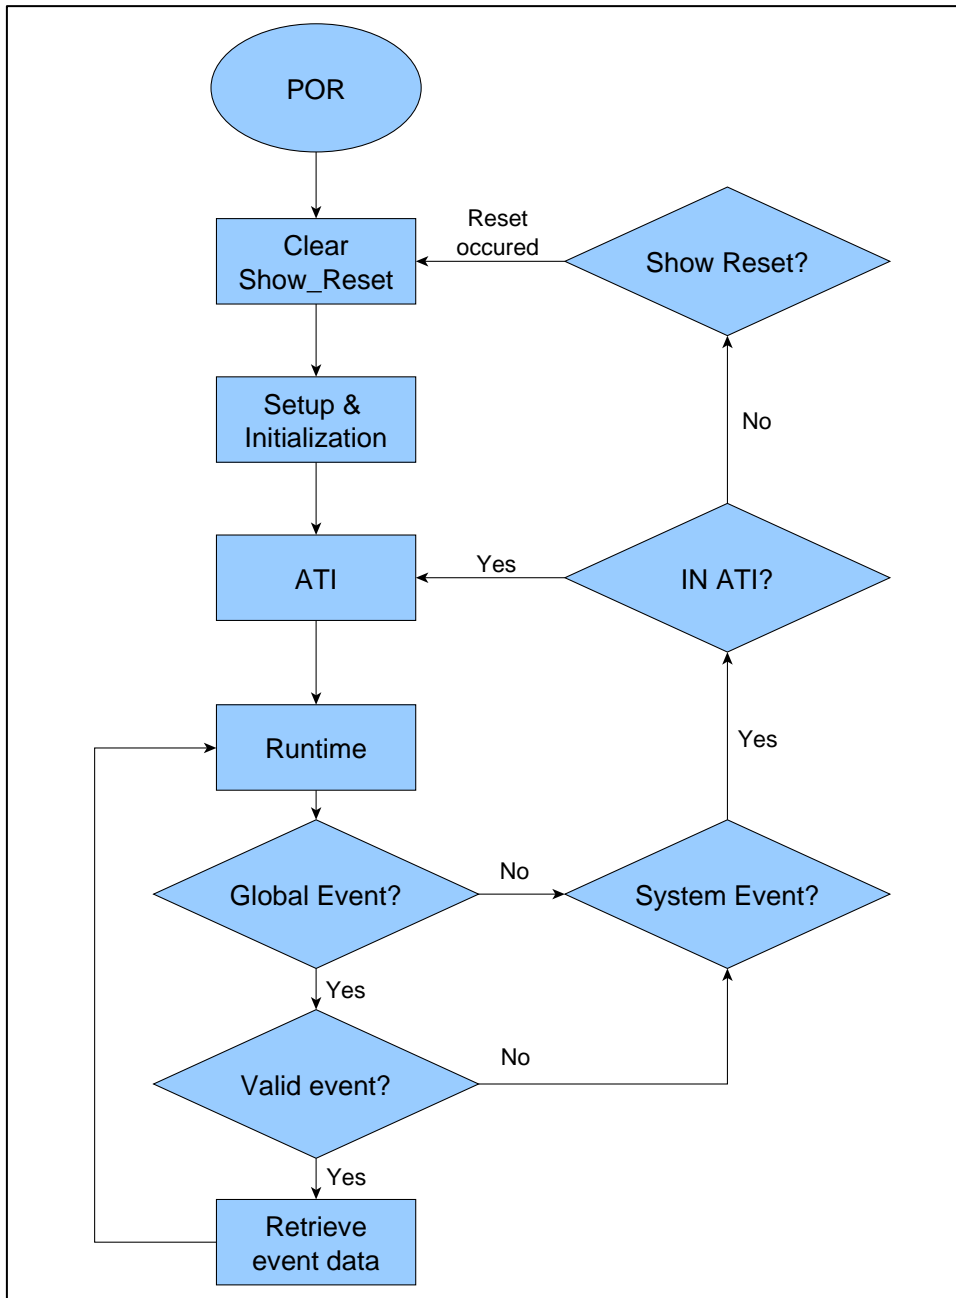 POR
Clear
Show_Reset
Reset
occured
Show Reset?
Setup &
Initialization
No
ATI
Yes
IN ATI?
Runtime
Yes
Global Event?
No
System Event?
Yes
Valid event?
No
Yes
Retrieve
event data